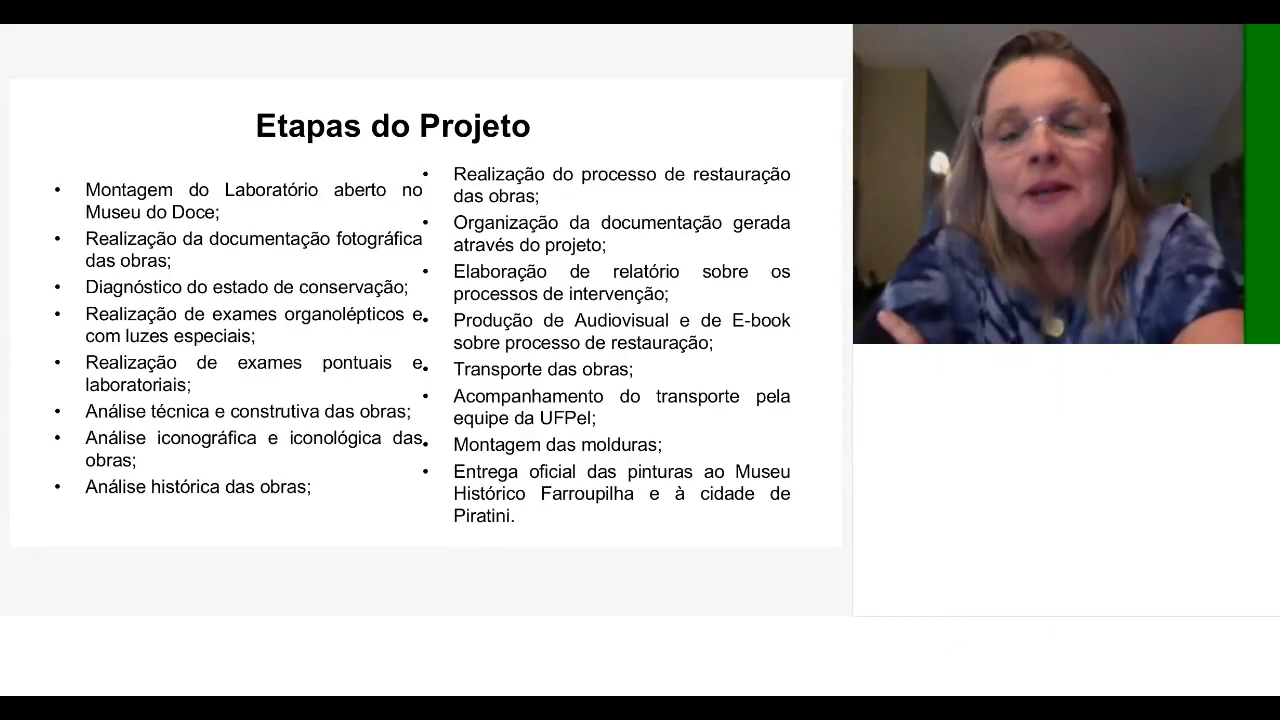 Etapas do Projeto
• Montagem do Laboratório aberto no
Museu do Doce;
• Realização da documentação fotográfica
das obras;
• Diagnóstico do estado de conservação;
• Realização de exames organolépticos e
com luzes especiais;
• Realização de exames pontuais e
laboratoriais;
• Análise técnica e construtiva das obras;
• Análise iconográfica e iconológica das
obras;
• Análise histórica das obras;
• Realização do processo de restauração
das obras;
• Organização da documentação gerada
através do projeto;
• Elaboração de relatório sobre os
processos de intervenção;
• Produção de Audiovisual e de E-book
sobre processo de restauração;
• Transporte das obras;
• Acompanhamento do transporte pela
equipe da UFPel;
• Montagem das molduras;
• Entrega oficial das pinturas ao Museu
Histórico Farroupilha e à cidade de
Piratini.